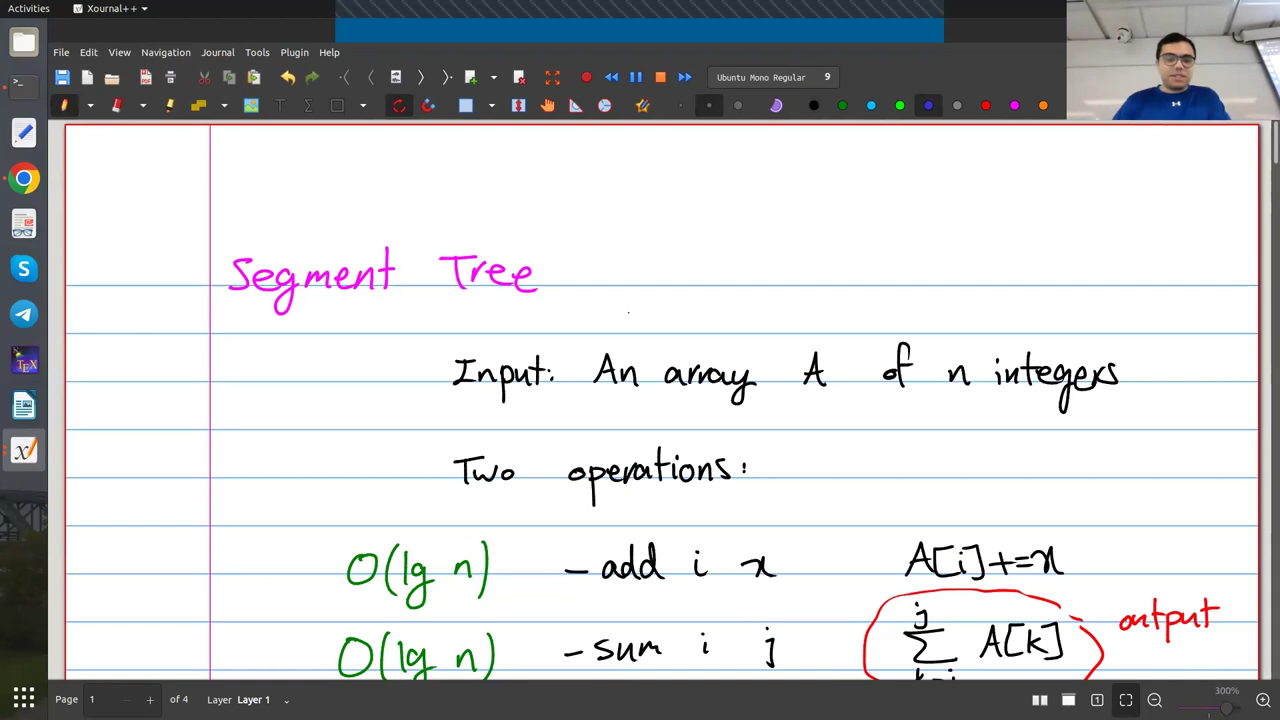 Activities Xournal++
File Edit View Navigation Journal Tools Plugin Help
Ubuntu Mono Regular 9
Segment Tree
Input: An array A of n integers
Two operations:
O(lg n) - add i x A[i]+=x
output
j
O(lg n) - sum i j ∑ A[k]
k=i
Page 1 of 4 Layer Layer 1 300%